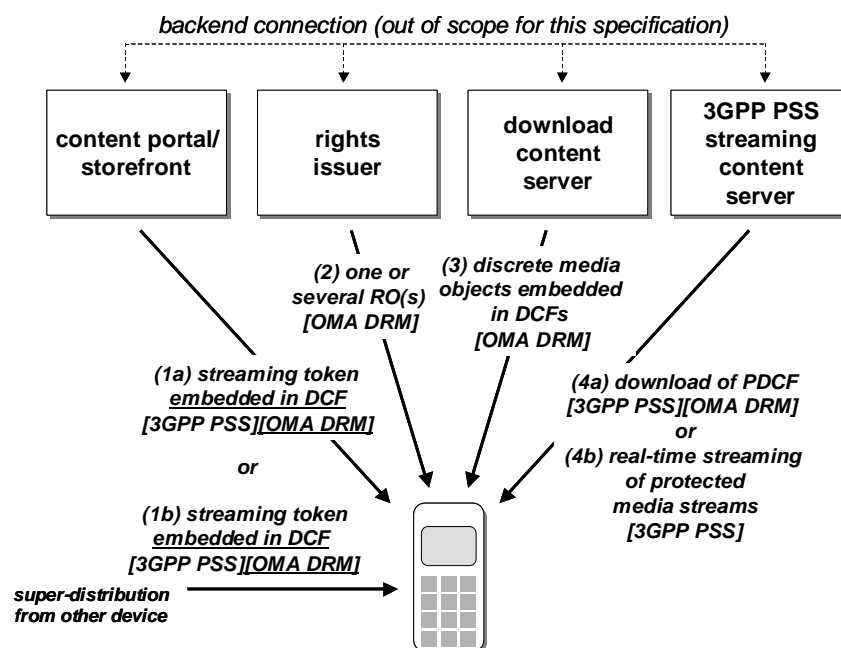 backend connection (out of scope for this specification)
content portal/
storefront
rights
issuer
download
content
server
3GPP PSS
streaming
content
server
(2) one or
several RO(s)
[OMA DRM]
(3) discrete media
objects embedded
in DCFs
[OMA DRM]
(1a) streaming token
embedded in DCF
[3GPP PSS][OMA DRM]
or
(1b) streaming token
embedded in DCF
[3GPP PSS][OMA DRM]
(4a) download of PDCF
[3GPP PSS][OMA DRM]
or
(4b) real-time streaming
of protected
media streams
[3GPP PSS]
super-distribution
from other device